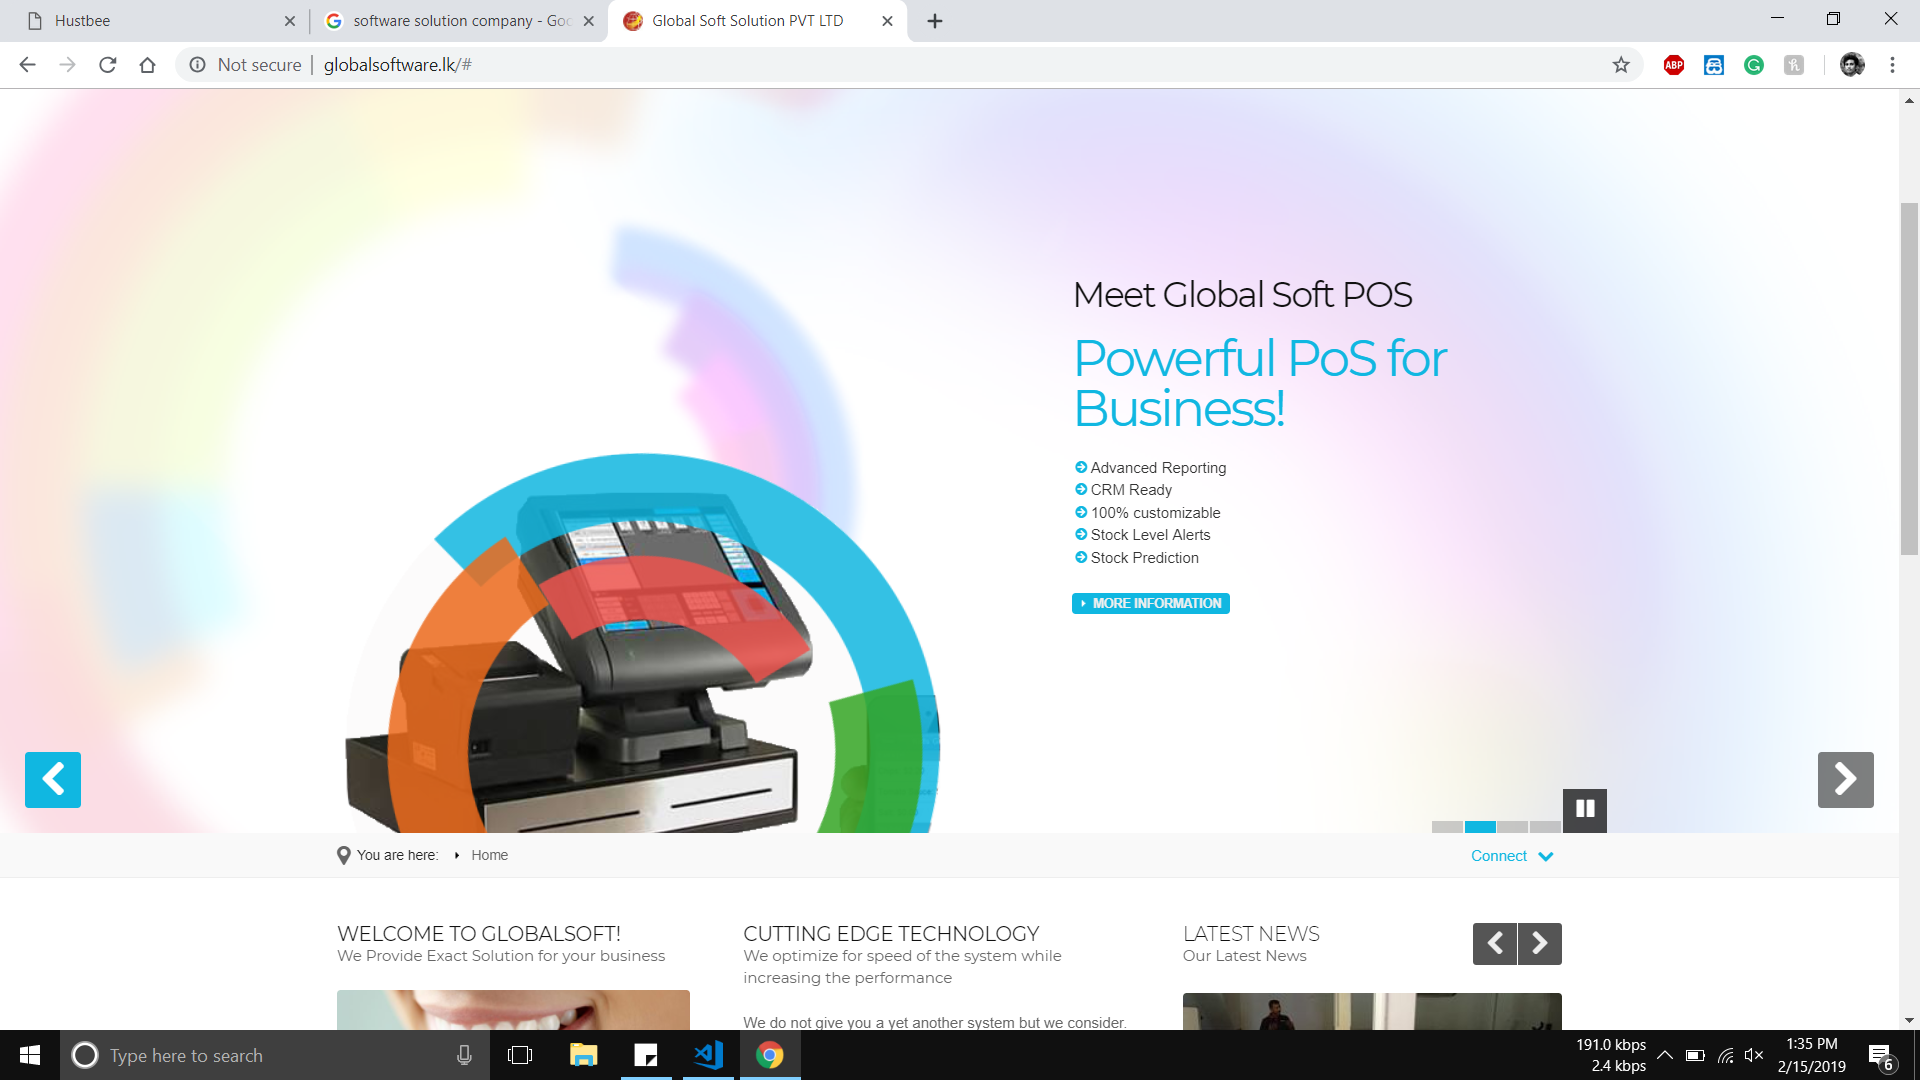 Hustbee
software solution company - Goo
Global Soft Solution PVT LTD
Not secure
globalsoftware.lk/#
ABP
Meet Global Soft POS
Powerful PoS for
Business!
Advanced Reporting
CRM Ready
100% customizable
Stock Level Alerts
Stock Prediction
MORE INFORMATION
You are here:
Home
Connect
WELCOME TO GLOBALSOFT!
We Provide Exact Solution for your business
CUTTING EDGE TECHNOLOGY
We optimize for speed of the system while
increasing the performance
We do not give you a yet another system but we consider.
LATEST NEWS
Our Latest News
Type here to search
191.0 kbps
2.4 kbps
1:35 PM
2/15/2019
6